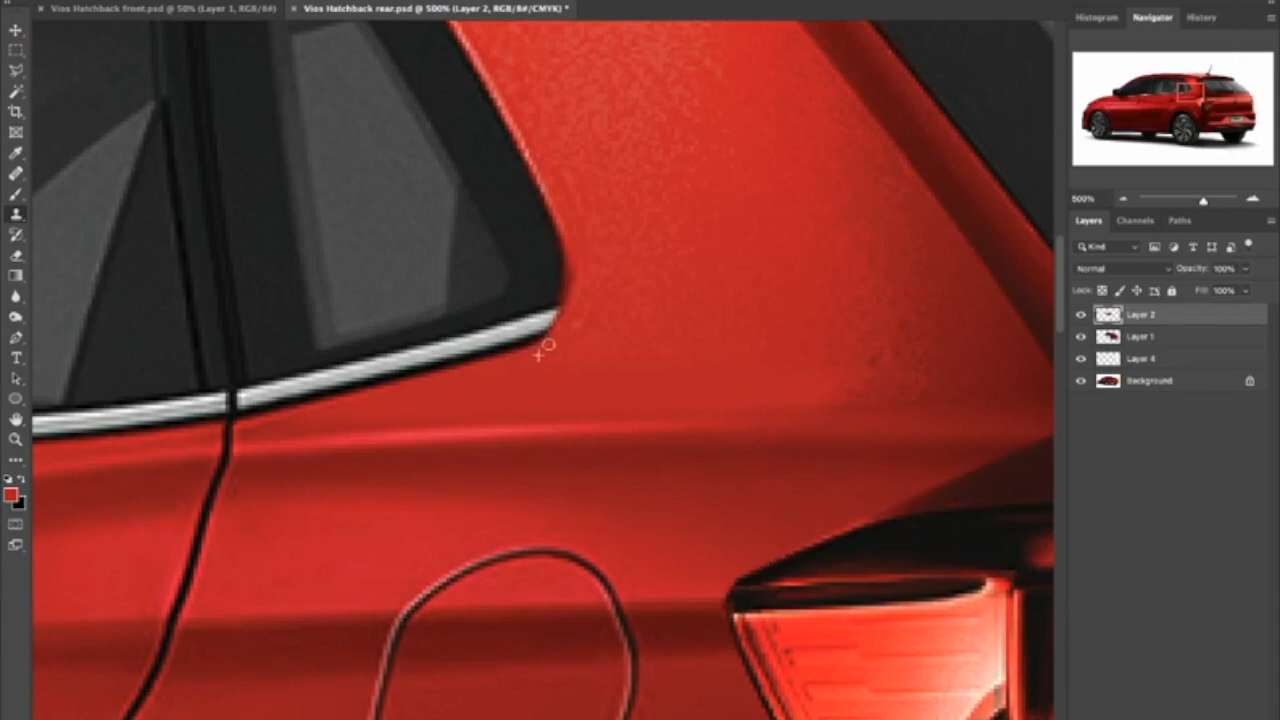 Vios Hatchback front.psd @ 50% (Layer 1, RGB/8#)
Vios Hatchback rear.psd @ 500% (Layer 2, RGB/8#/CMYK) *
Histogram Navigator History
500%
Layers Channels Paths
Kind
Normal Opacity: 100%
Lock: Fill: 100%
Layer 2
Layer 1
Layer 4
Background